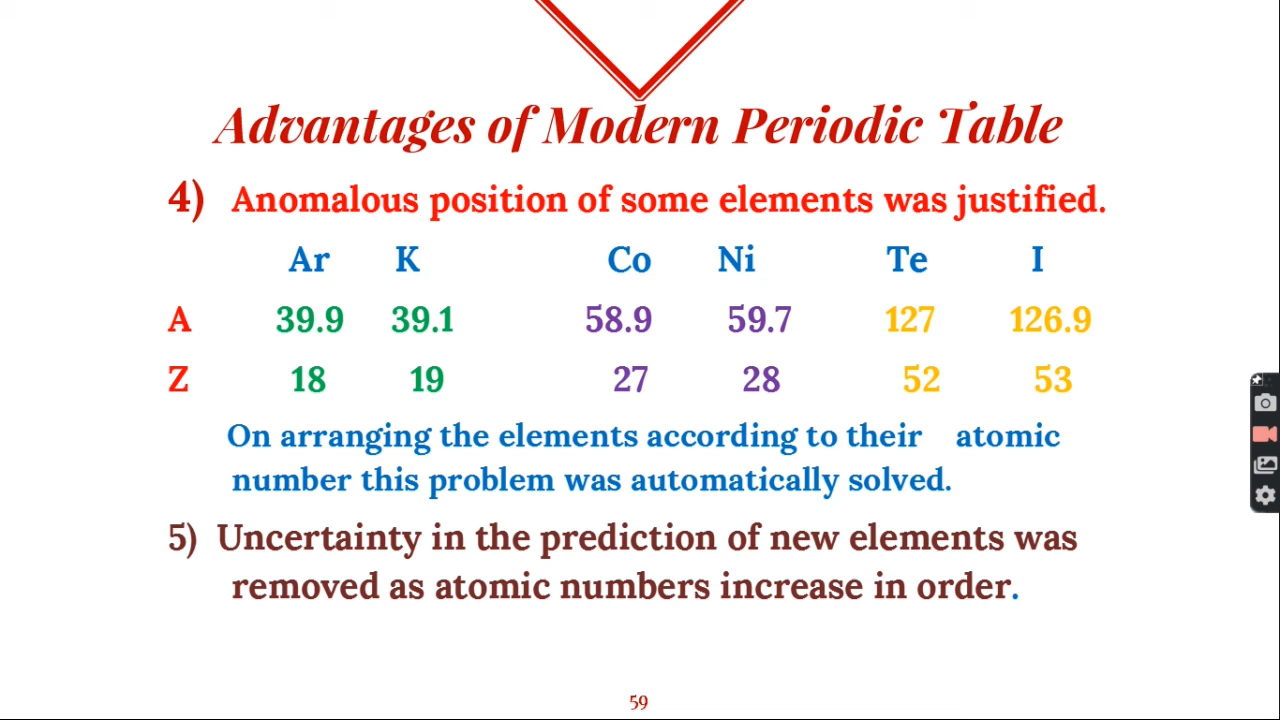 Advantages of Modern Periodic Table
4) Anomalous position of some elements was justified.
Ar K Co Ni Te I
A 39.9 39.1 58.9 59.7 127 126.9
Z 18 19 27 28 52 53
On arranging the elements according to their atomic
number this problem was automatically solved.
5) Uncertainty in the prediction of new elements was
removed as atomic numbers increase in order.
59